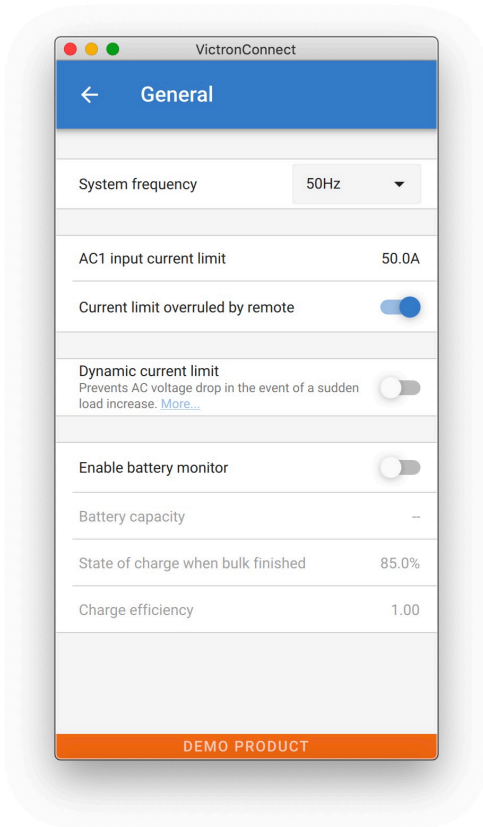 VictronConnect
General
System frequency 50Hz
AC1 input current limit 50.0A
Current limit overruled by remote
Dynamic current limit
Prevents AC voltage drop in the event of a sudden
load increase. More...
Enable battery monitor
Battery capacity --
State of charge when bulk finished 85.0%
Charge efficiency 1.00
DEMO PRODUCT